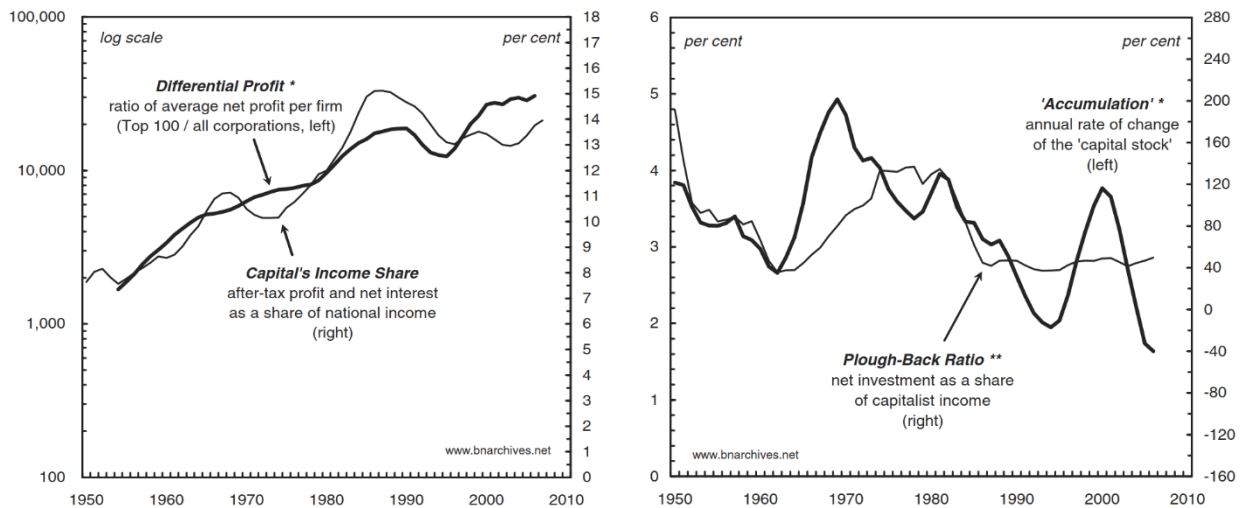 100,000
10,000
1,000
100
log scale
per cent
Differential Profit *
ratio of average net profit per firm
(Top 100 / all corporations, left)
Capital's Income Share
after-tax profit and net interest
as a share of national income
(right)
www.bnarchives.net
18
17
16
15
14
13
12
11
10
9
8
7
6
5
4
3
2
1
0
1950 1960 1970 1980 1990 2000 2010
6
5
4
3
2
1
0
per cent
per cent
'Accumulation' *
annual rate of change
of the 'capital stock'
(left)
Plough-Back Ratio **
net investment as a share
of capitalist income
(right)
www.bnarchives.net
280
240
200
160
120
80
40
0
-40
-80
-120
-160
1950 1960 1970 1980 1990 2000 2010